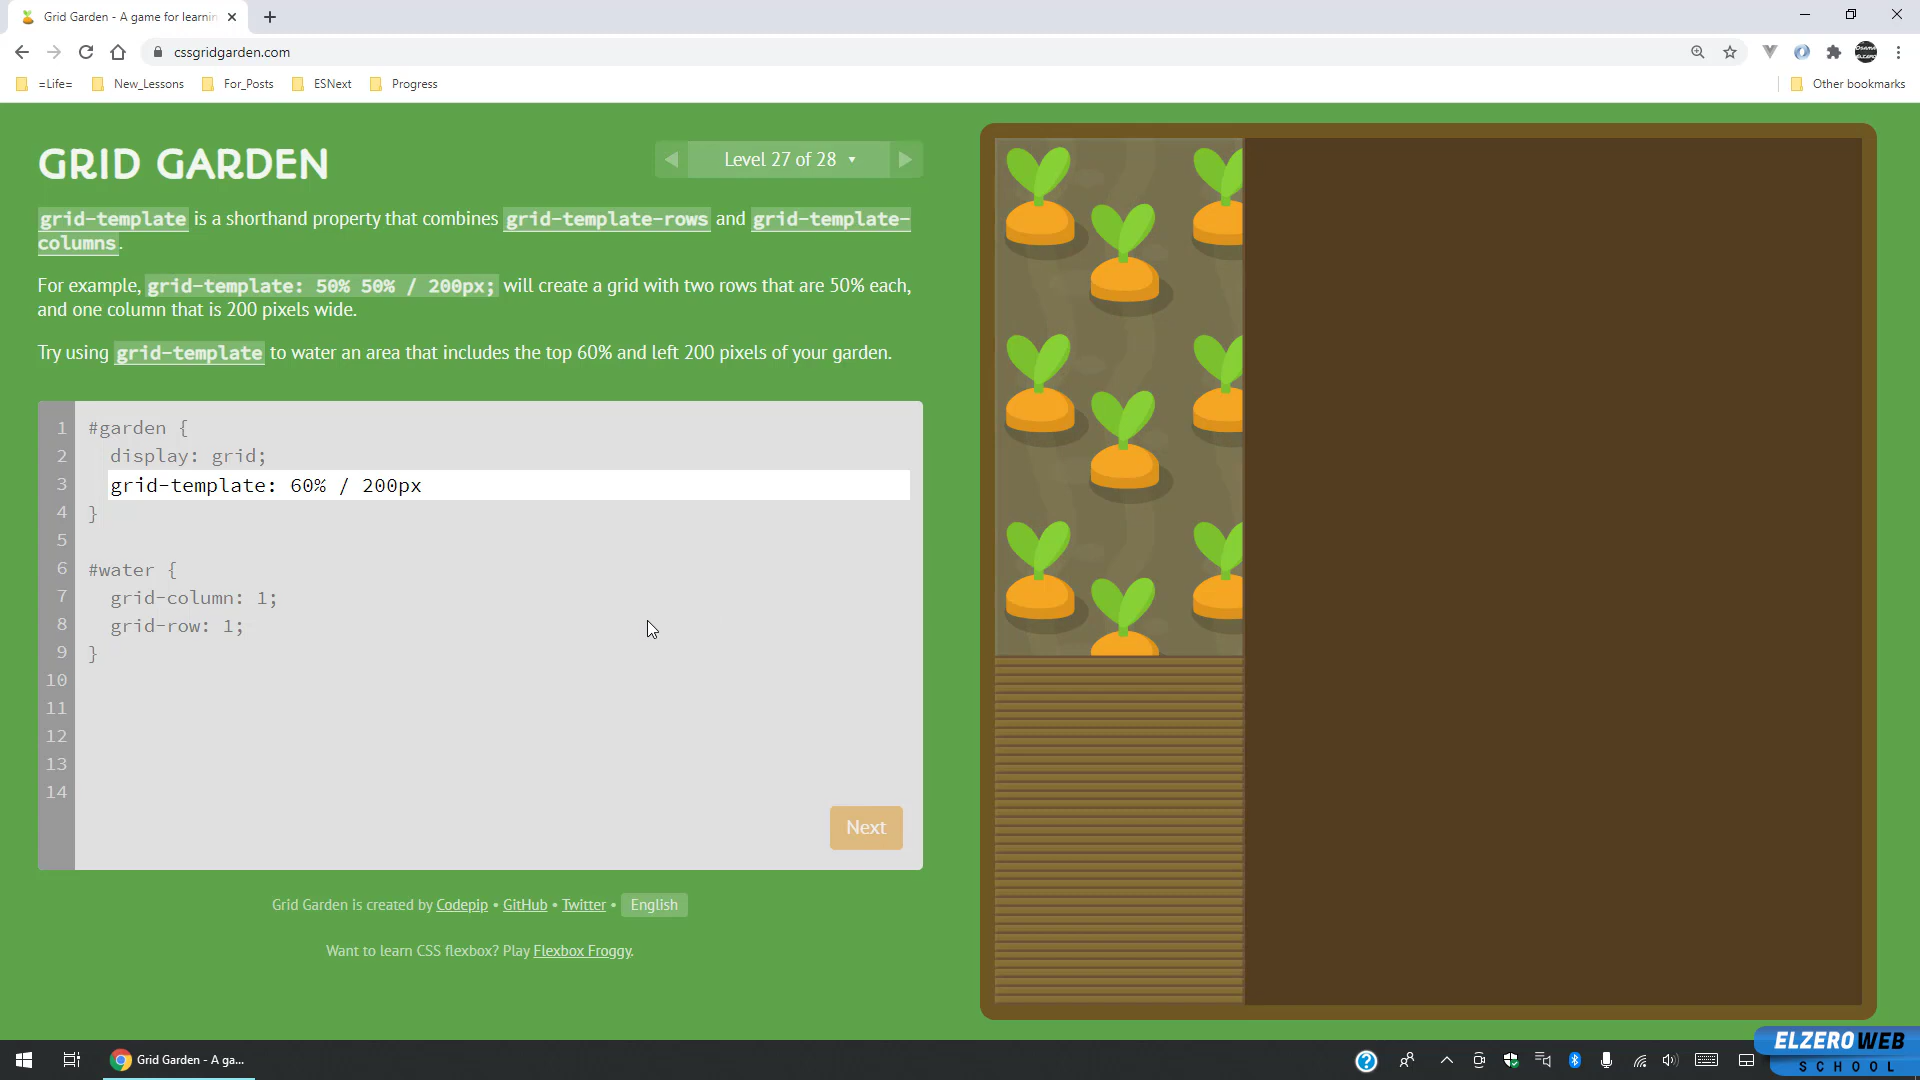 Grid Garden - A game for learnin
cssgridgarden.com
=Life=
New_Lessons
For_Posts
ESNext
Progress
Other bookmarks
GRID GARDEN
Level 27 of 28
grid-template is a shorthand property that combines grid-template-rows and grid-template-
columns.
For example, grid-template: 50% 50% / 200px; will create a grid with two rows that are 50% each,
and one column that is 200 pixels wide.
Try using grid-template to water an area that includes the top 60% and left 200 pixels of your garden.
1 #garden {
2 display: grid;
3 grid-template: 60% / 200px
4 }
5
6 #water {
7 grid-column: 1;
8 grid-row: 1;
9 }
10
11
12
13
14
Next
Grid Garden is created by Codepip • GitHub • Twitter • English
Want to learn CSS flexbox? Play Flexbox Froggy.
Grid Garden - A ga...
ELZEROWEB
SCHOOL